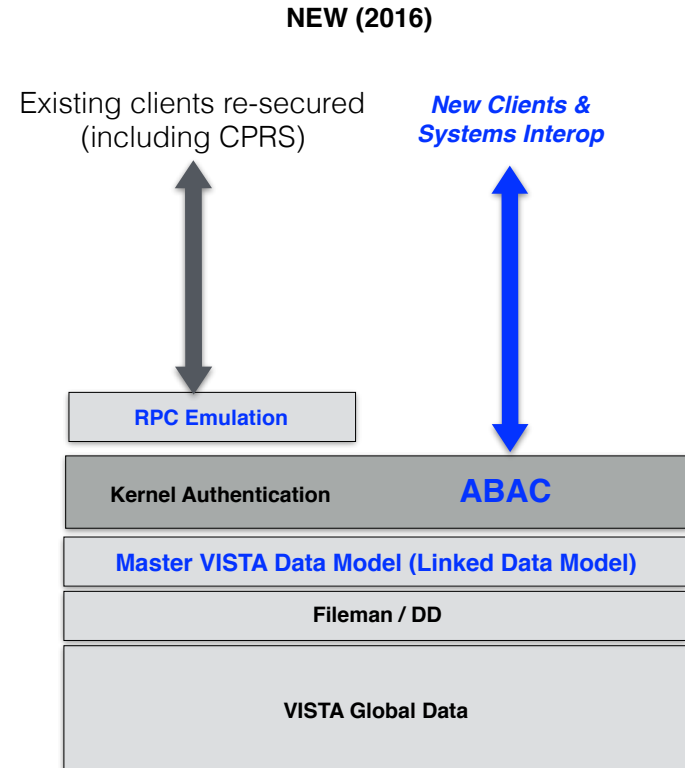 NEW (2016)
Existing clients re-secured
(including CPRS)
New Clients &
Systems Interop
RPC Emulation
Kernel Authentication
ABAC
Master VISTA Data Model (Linked Data Model)
Fileman / DD
VISTA Global Data